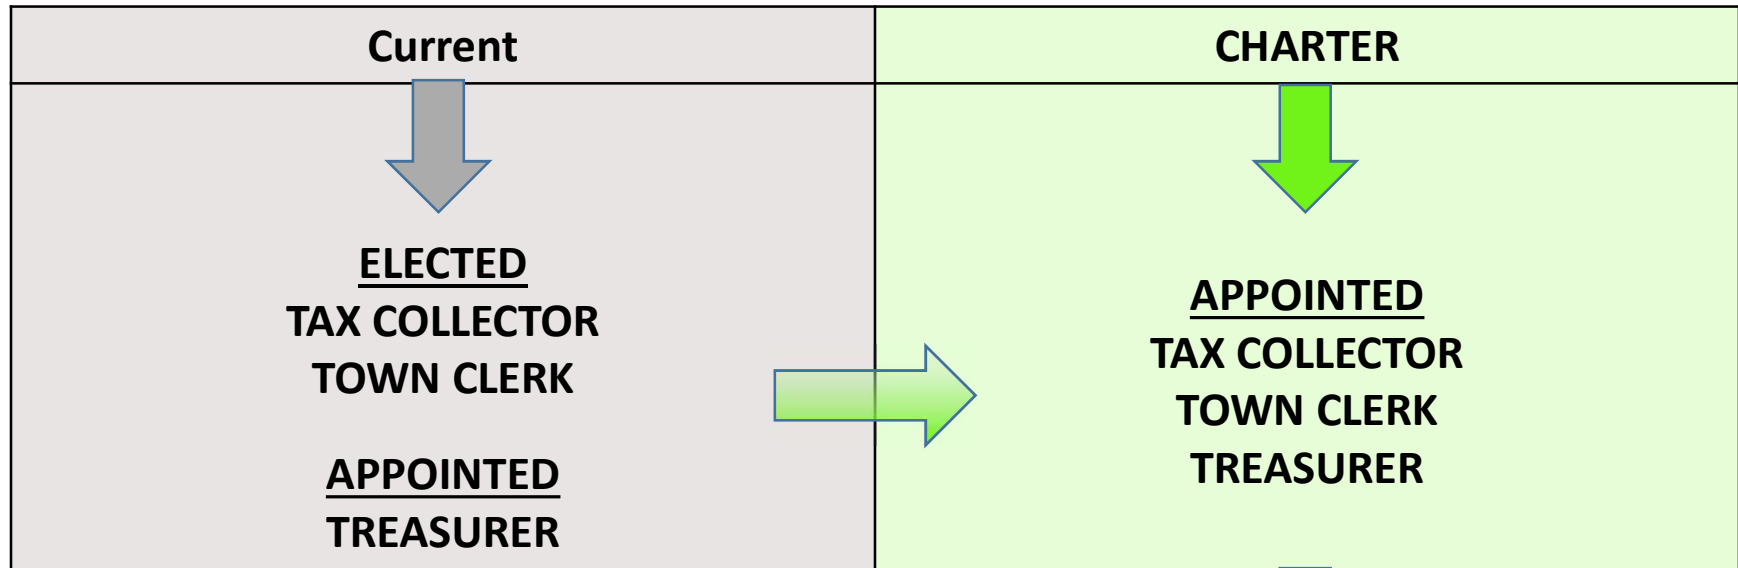 Current
CHARTER
ELECTED
TAX COLLECTOR
TOWN CLERK
APPOINTED
TREASURER
APPOINTED
TAX COLLECTOR
TOWN CLERK
TREASURER